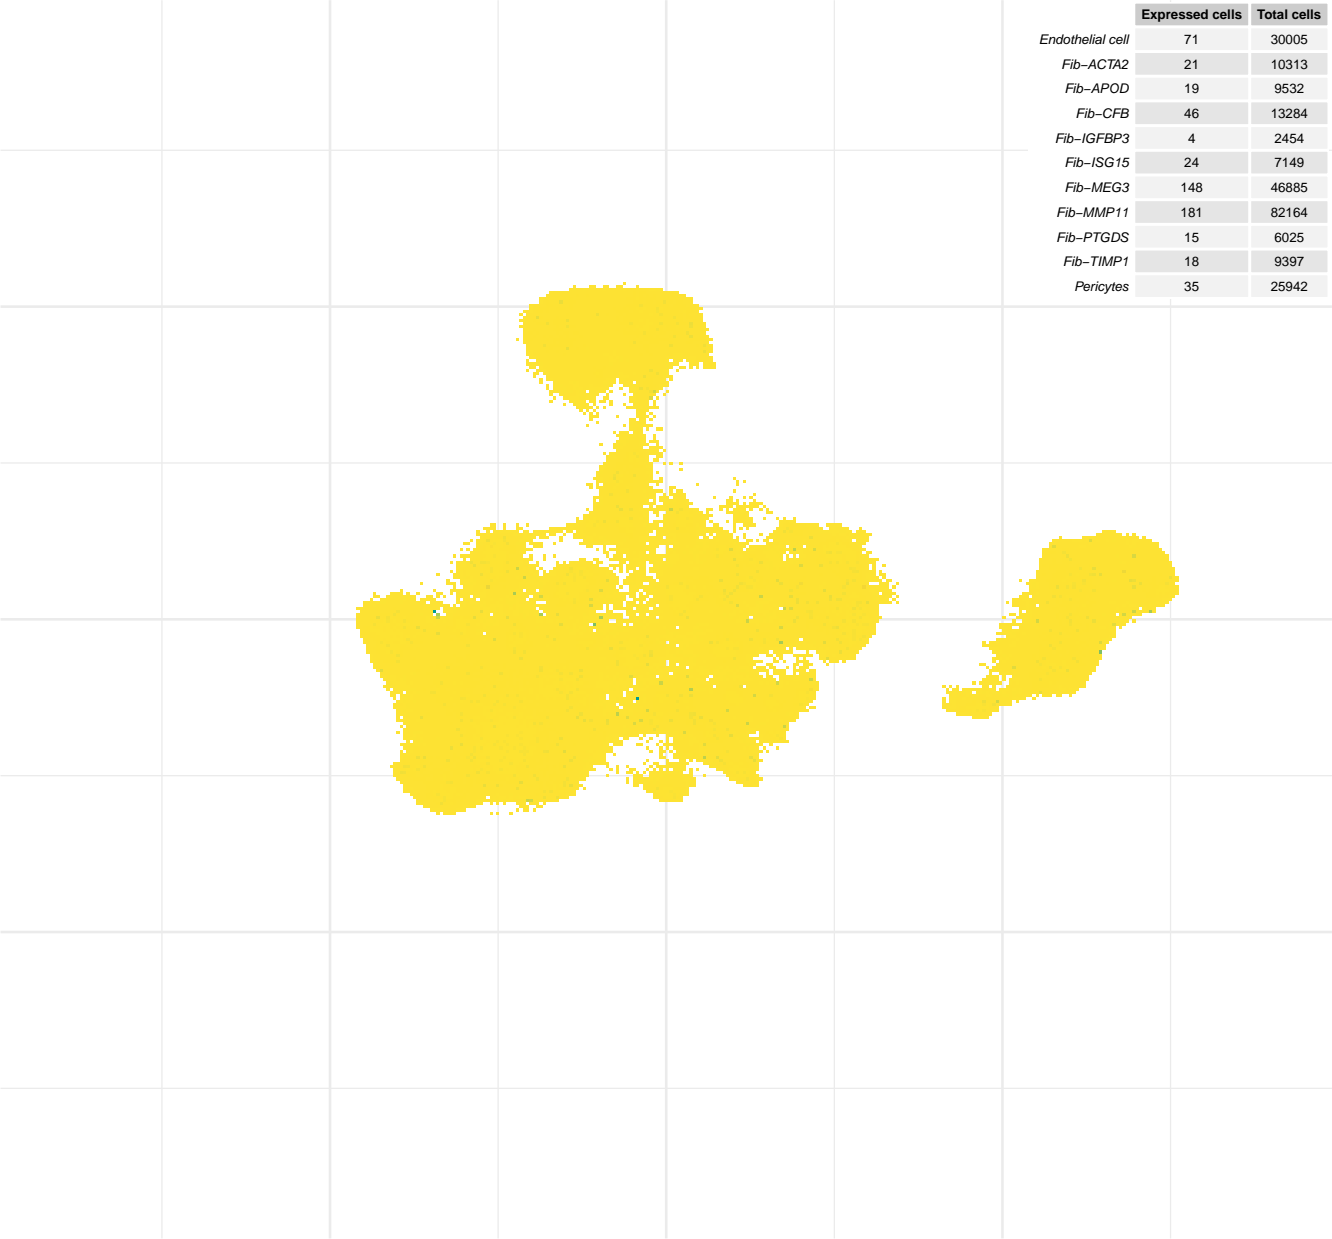 Expressed cells Total cells
Endothelial cell 71 30005
Fib−ACTA2 21 10313
Fib−APOD 19 9532
Fib−CFB 46 13284
Fib−IGFBP3 4 2454
Fib−ISG15 24 7149
Fib−MEG3 148 46885
Fib−MMP11 181 82164
Fib−PTGDS 15 6025
Fib−TIMP1 18 9397
Pericytes 35 25942